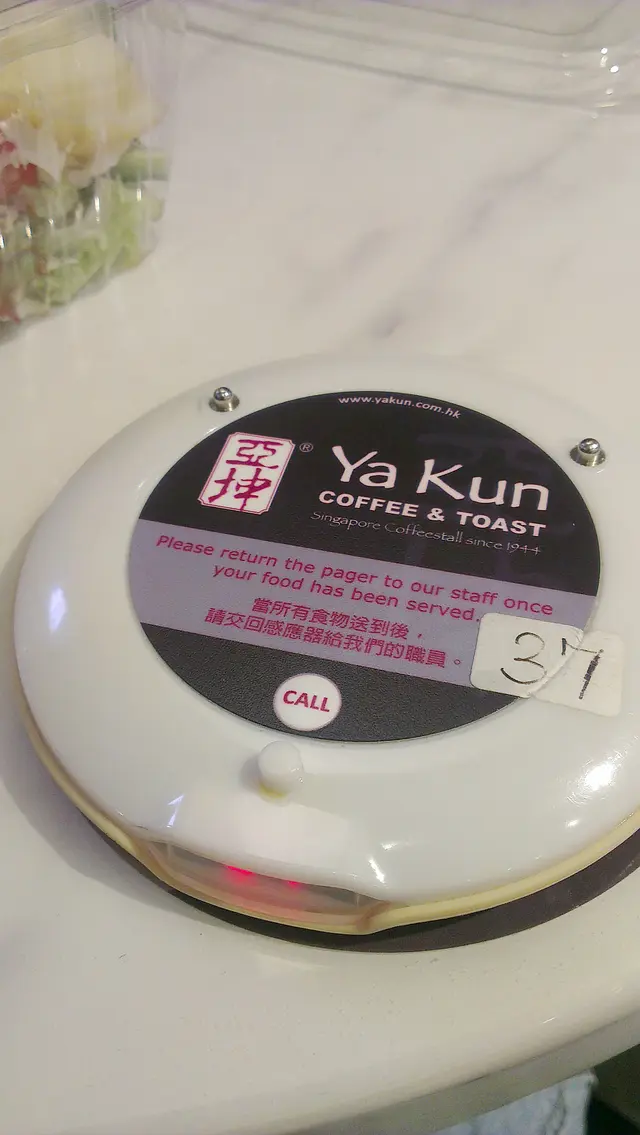 www.yakun.com.hk
亞坤®
Ya Kun
COFFEE & TOAST
Singapore Coffeestall since 1944
Please return the pager to our staff once
your food has been served.
當所有食物送到後，
請交回感應器給我們的職員。
37
CALL